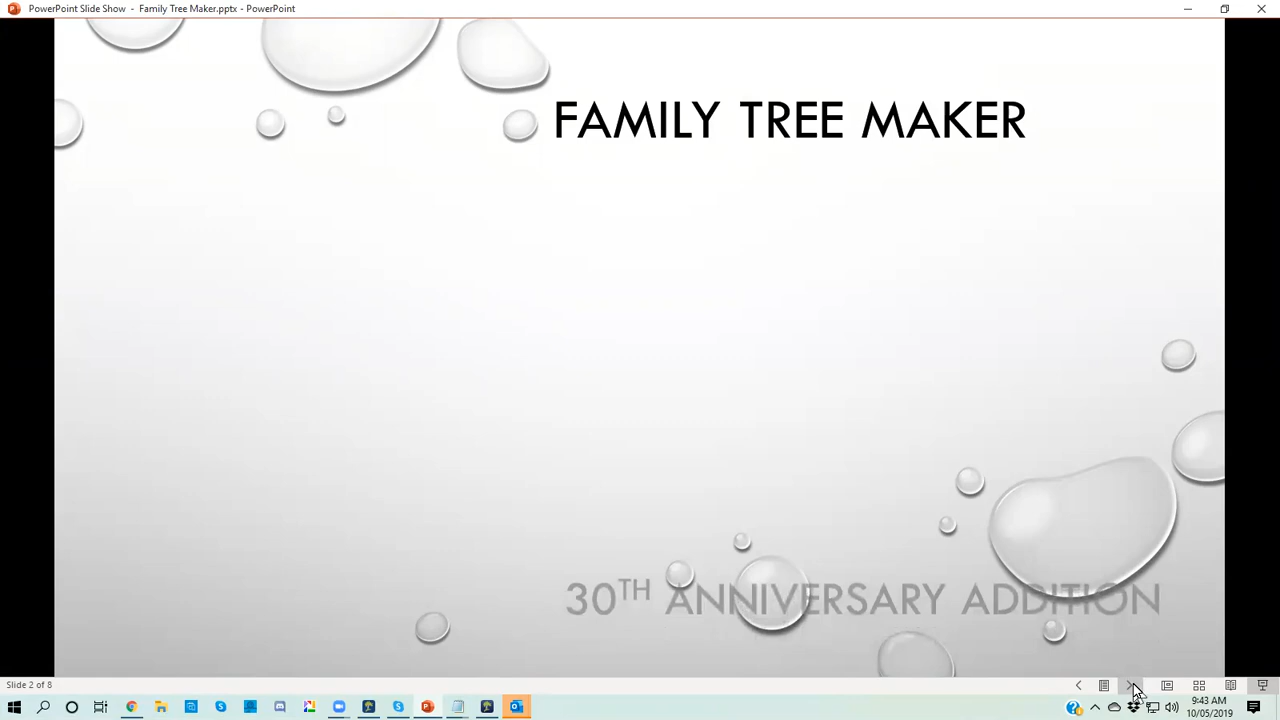 PowerPoint Slide Show - Family Tree Maker.pptx - PowerPoint
FAMILY TREE MAKER
30TH ANNIVERSARY ADDITION
Slide 2 of 8
9:43 AM
10/05/2019